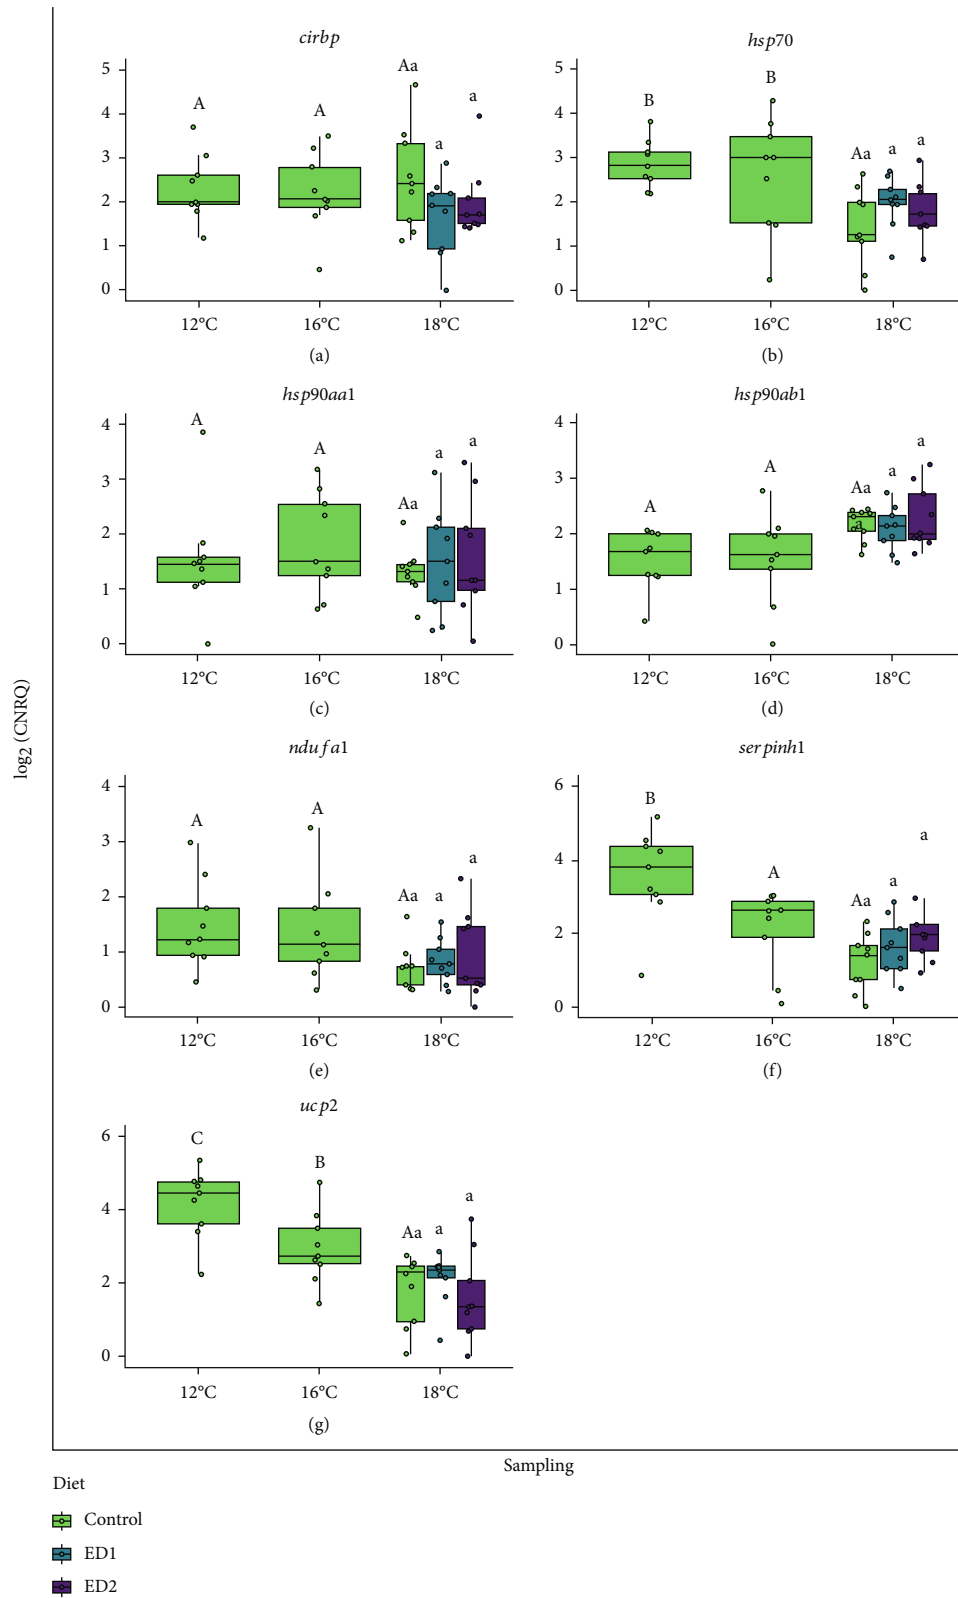 cirbp
hsp70
5
4
3
2
1
0
A
A
Aa
a
a
12°C
16°C
18°C
(a)
5
4
3
2
1
0
B
B
Aa
a
a
12°C
16°C
18°C
(b)
hsp90aa1
hsp90ab1
4
3
2
1
0
A
A
Aa
a
a
12°C
16°C
18°C
(c)
4
3
2
1
0
A
A
Aa
a
a
a
12°C
16°C
18°C
(d)
log2 (CNRQ)
ndufa1
serpinh1
4
3
2
1
0
A
A
Aa
a
a
12°C
16°C
18°C
(e)
6
4
2
0
B
A
Aa
a
a
12°C
16°C
18°C
(f)
ucp2
6
4
2
0
C
B
Aa
a
a
12°C
16°C
18°C
(g)
Sampling
Diet
Control
ED1
ED2